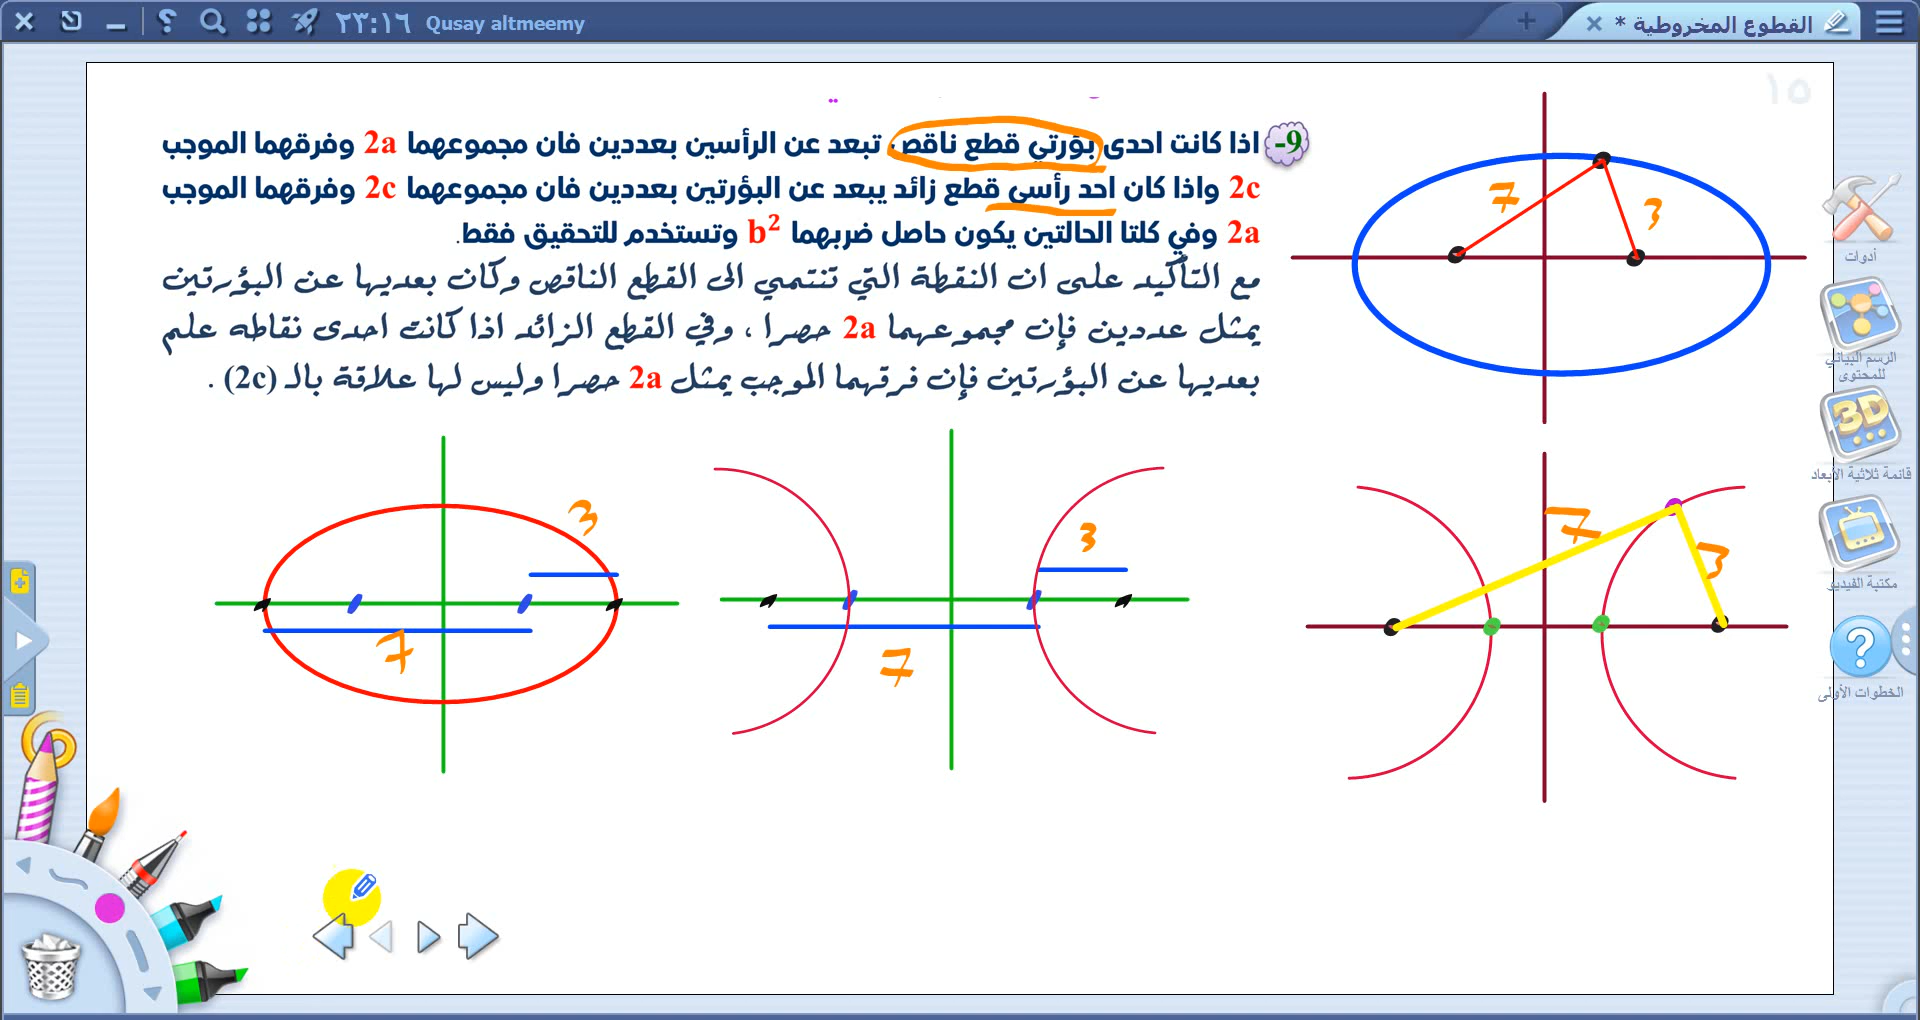 ٢٣:١٦ Qusay altmeemy
القطوع المخروطية *
١٥
9- اذا كانت احدى بؤرتي قطع ناقص تبعد عن الرأسين بعددين فان مجموعهما 2a وفرقهما الموجب
2c واذا كان احد رأسي قطع زائد يبعد عن البؤرتين بعددين فان مجموعهما 2c وفرقهما الموجب
2a وفي كلتا الحالتين يكون حاصل ضربهما b² وتستخدم للتحقيق فقط.
مع التأكيد على ان النقطة التي تنتمي الى القطع الناقص وكان بعديها عن البؤرتين
يمثل عددين فإن مجموعهما 2a حصرا ، وفي القطع الزائد اذا كانت احدى نقاطه علم
بعديها عن البؤرتين فإن فرقهما الموجب يمثل 2a حصرا وليس لها علاقة بالـ (2c) .
7
3
3
7
3
7
7
3
أدوات
الرسم البياني
للمحتوى
3D
قائمة ثلاثية الأبعاد
مكتبة الفيديو
الخطوات الأولى